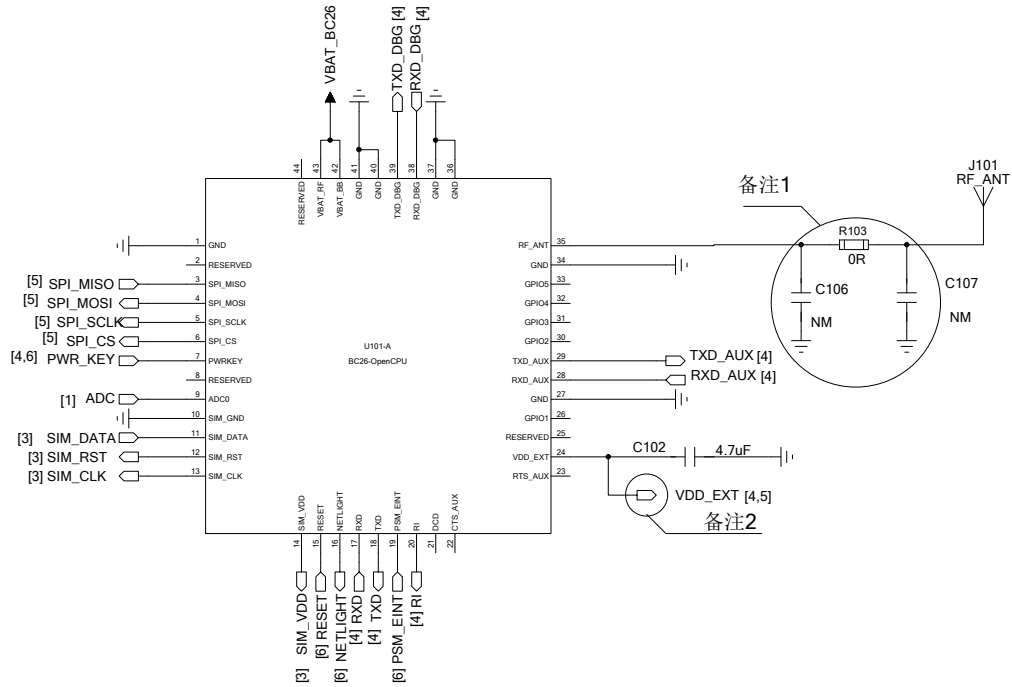 VBAT_BC26
TXD_DBG [4]
RXD_DBG [4]
44
43
42
41
40
39
38
37
36
RESERVED
VBAT_RF
VBAT_BB
GND
GND
TXD_DBG
RXD_DBG
GND
GND
J101
RF_ANT
备注1
R103
0R
C106
NM
C107
NM
1 GND
2 RESERVED
[5] SPI_MISO 3 SPI_MISO
[5] SPI_MOSI 4 SPI_MOSI
[5] SPI_SCLK 5 SPI_SCLK
[5] SPI_CS 6 SPI_CS
[4,6] PWR_KEY 7 PWRKEY
8 RESERVED
[1] ADC 9 ADC0
10 SIM_GND
[3] SIM_DATA 11 SIM_DATA
[3] SIM_RST 12 SIM_RST
[3] SIM_CLK 13 SIM_CLK
U101-A
BC26-OpenCPU
RF_ANT 35
GND 34
GPIO5 33
GPIO4 32
GPIO3 31
GPIO2 30
TXD_AUX 29 TXD_AUX [4]
RXD_AUX 28 RXD_AUX [4]
GND 27
GPIO1 26
RESERVED 25
VDD_EXT 24
RTS_AUX 23
C102 4.7uF
VDD_EXT [4,5]
备注2
SIM_VDD
RESET
NETLIGHT
RXD
TXD
PSM_EINT
RI
DCD
CTS_AUX
14
15
16
17
18
19
20
21
22
[3] SIM_VDD
[6] RESET
[6] NETLIGHT
[4] RXD
[4] TXD
[6] PSM_EINT
[4] RI